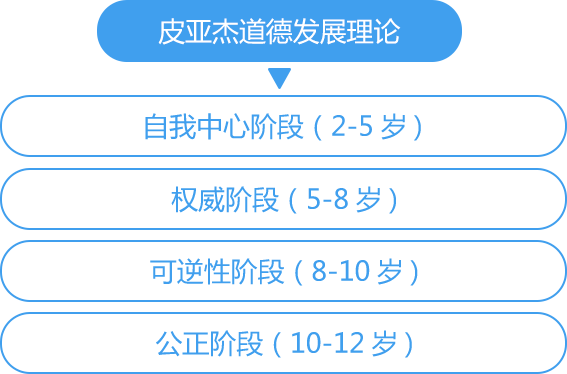 皮亚杰道德发展理论
自我中心阶段（2-5 岁）
权威阶段（5-8 岁）
可逆性阶段（8-10 岁）
公正阶段（10-12 岁）